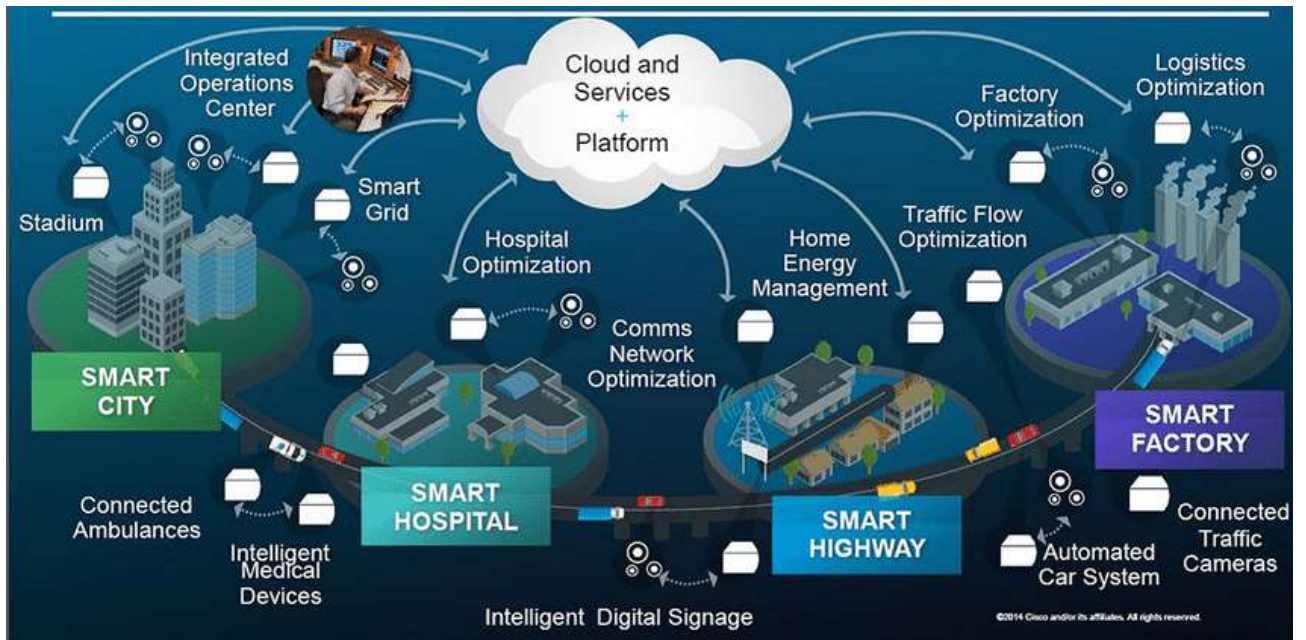 Integrated
Operations
Center
Cloud and
Services
+
Platform
Logistics
Optimization
Factory
Optimization
Stadium
Smart
Grid
Hospital
Optimization
Home
Energy
Management
Traffic Flow
Optimization
Comms
Network
Optimization
SMART
CITY
SMART
HOSPITAL
SMART
HIGHWAY
SMART
FACTORY
Connected
Ambulances
Intelligent
Medical
Devices
Intelligent Digital Signage
Automated
Car System
Connected
Traffic
Cameras
©2014 Cisco and/or its affiliates. All rights reserved.